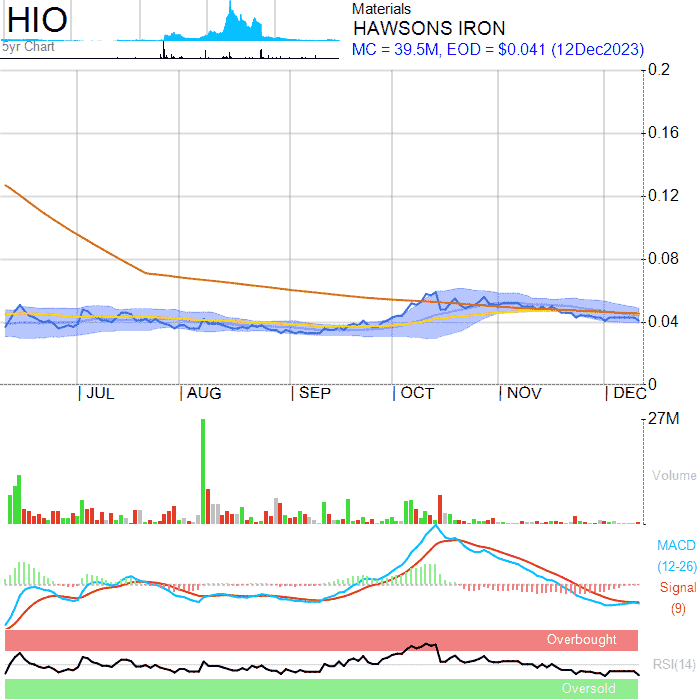 HIO
5yr Chart
Materials
HAWSONS IRON
MC = 39.5M, EOD = $0.041 (12Dec2023)
0.2
0.16
0.12
0.08
0.04
0
JUL
AUG
SEP
OCT
NOV
DEC
27M
Volume
MACD
(12-26)
Signal
(9)
Overbought
RSI(14)
Oversold